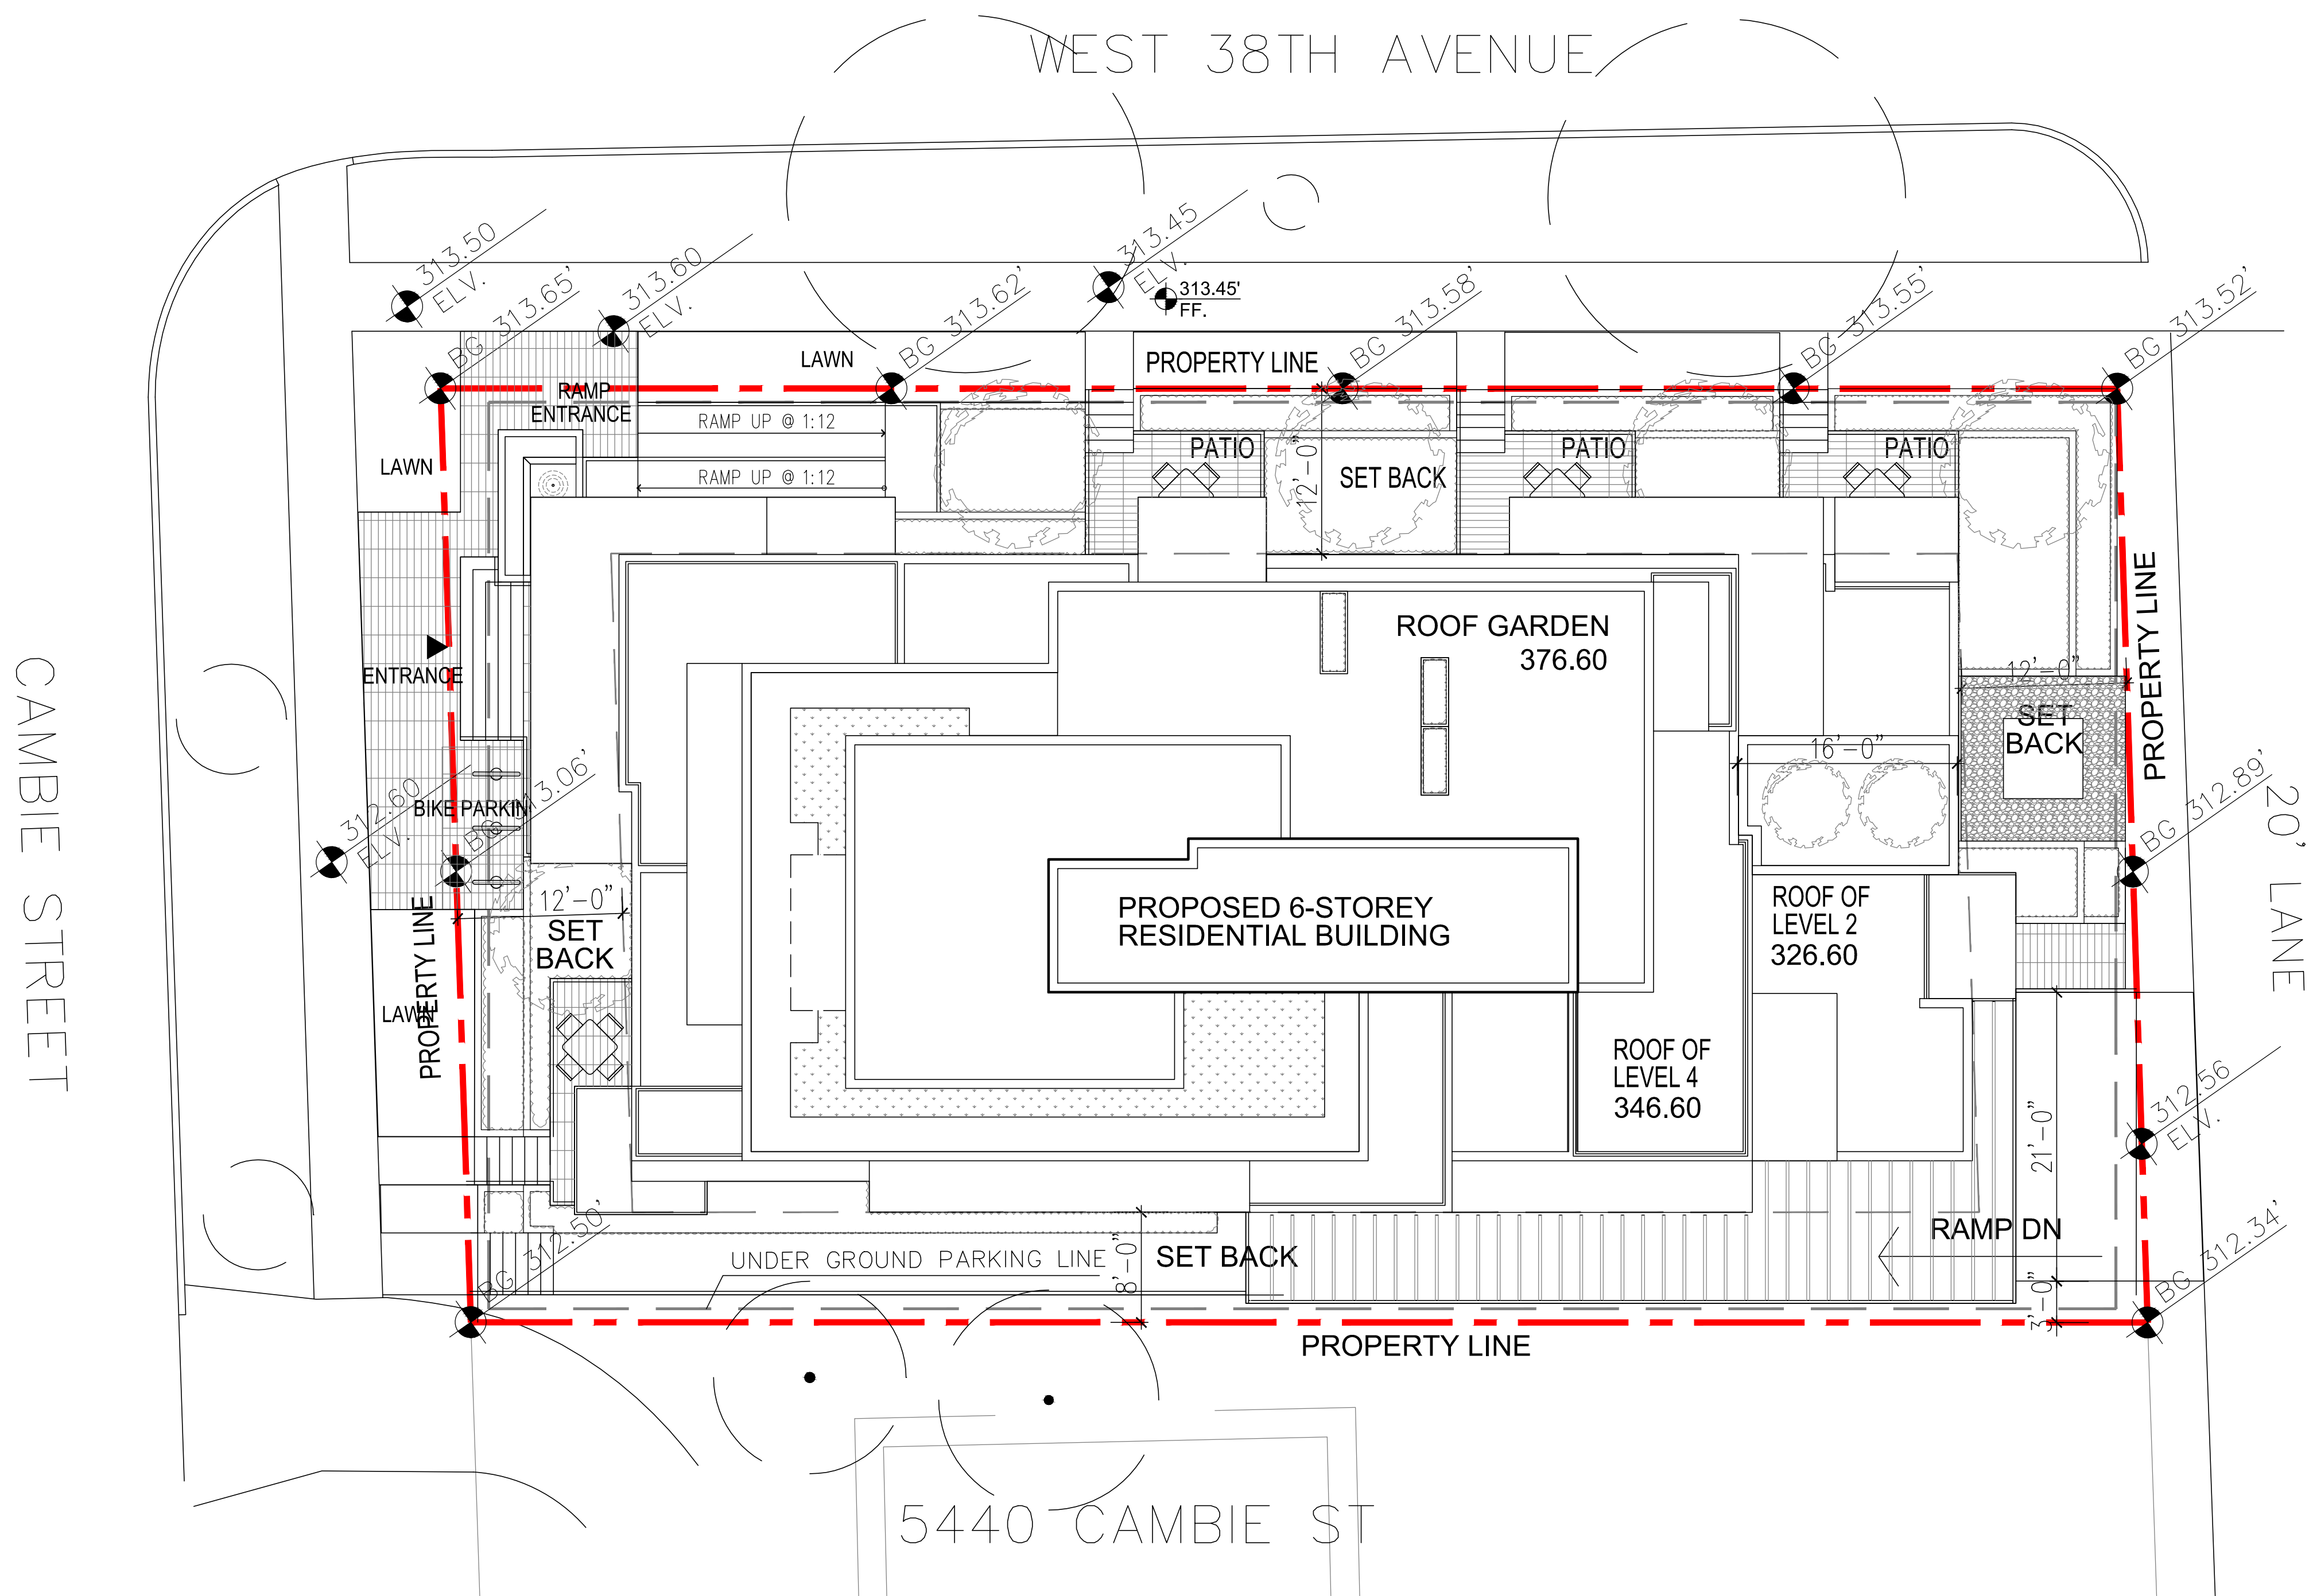 WEST 38TH AVENUE
313.50
ELV.
BG 313.65'
313.60
ELV.
BG 313.62'
313.45
ELV.
313.45'
FF.
BG 313.58'
BG 313.55'
BG 313.52'
LAWN
PROPERTY LINE
RAMP
ENTRANCE
RAMP UP @ 1:12
RAMP UP @ 1:12
LAWN
PATIO
12'-0"
SET BACK
PATIO
PATIO
ROOF GARDEN
376.60
PROPERTY LINE
ENTRANCE
12'-0"
SET
BACK
16'-0"
CAMBIE STREET
312.60
ELV.
BIKE PARKIN
BG 313.06'
BG 312.89'
20' LANE
12'-0"
SET
BACK
PROPERTY LINE
LAWN
PROPOSED 6-STOREY
RESIDENTIAL BUILDING
ROOF OF
LEVEL 2
326.60
ROOF OF
LEVEL 4
346.60
312.56
ELV.
21'-0"
RAMP DN
BG 312.50'
UNDER GROUND PARKING LINE
8'-0"
SET BACK
3'-0"
BG 312.34'
PROPERTY LINE
5440 CAMBIE ST